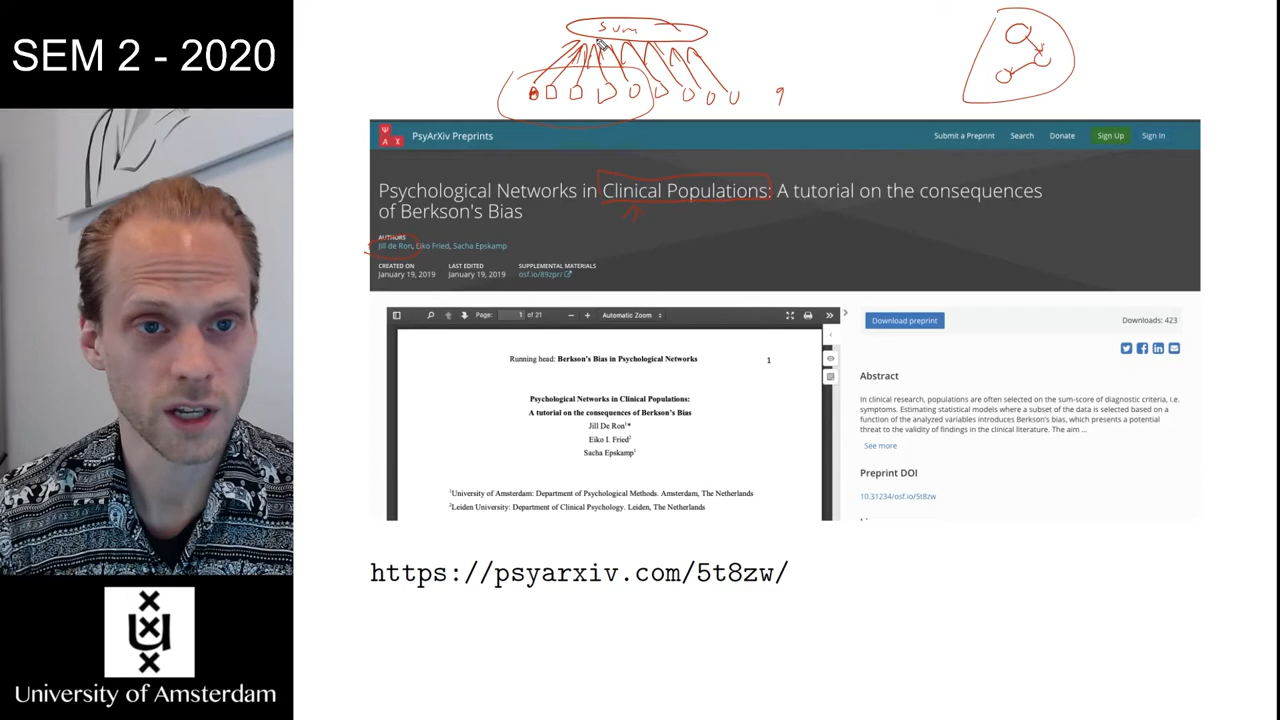 SEM 2 - 2020
sum
9
PsyArXiv Preprints
Submit a Preprint
Search
Donate
Sign Up
Sign In
Psychological Networks in Clinical Populations: A tutorial on the consequences
of Berkson's Bias
AUTHORS
Jill de Ron, Eiko Fried, Sacha Epskamp
CREATED ON
January 19, 2019
LAST EDITED
January 19, 2019
SUPPLEMENTAL MATERIALS
osf.io/89zpr/
Page: 1 of 21
Automatic Zoom
Running head: Berkson's Bias in Psychological Networks
1
Psychological Networks in Clinical Populations:
A tutorial on the consequences of Berkson's Bias
Jill De Ron1*
Eiko I. Fried2
Sacha Epskamp1
1University of Amsterdam: Department of Psychological Methods. Amsterdam, The Netherlands
2Leiden University: Department of Clinical Psychology. Leiden, The Netherlands
Download preprint
Downloads: 423
Abstract
In clinical research, populations are often selected on the sum-score of diagnostic criteria, i.e.
symptoms. Estimating statistical models where a subset of the data is selected based on a
function of the analyzed variables introduces Berkson's bias, which presents a potential
threat to the validity of findings in the clinical literature. The aim ...
See more
Preprint DOI
10.31234/osf.io/5t8zw
https://psyarxiv.com/5t8zw/
University of Amsterdam